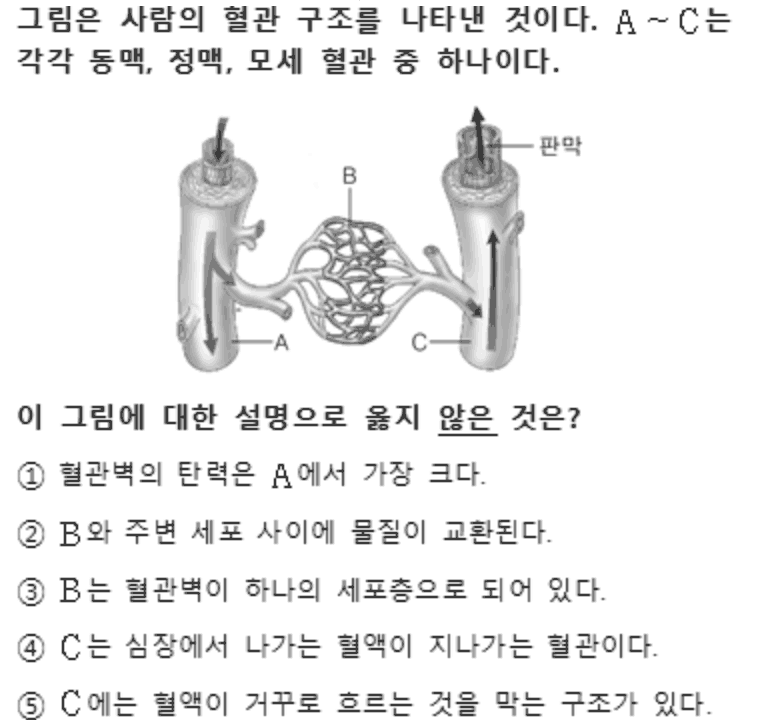 그림은 사람의 혈관 구조를 나타낸 것이다. A ~ C는
각각 동맥, 정맥, 모세 혈관 중 하나이다.
판막
B
A
C
이 그림에 대한 설명으로 옳지 않은 것은?
① 혈관벽의 탄력은 A에서 가장 크다.
② B와 주변 세포 사이에 물질이 교환된다.
③ B는 혈관벽이 하나의 세포층으로 되어 있다.
④ C는 심장에서 나가는 혈액이 지나가는 혈관이다.
⑤ C에는 혈액이 거꾸로 흐르는 것을 막는 구조가 있다.